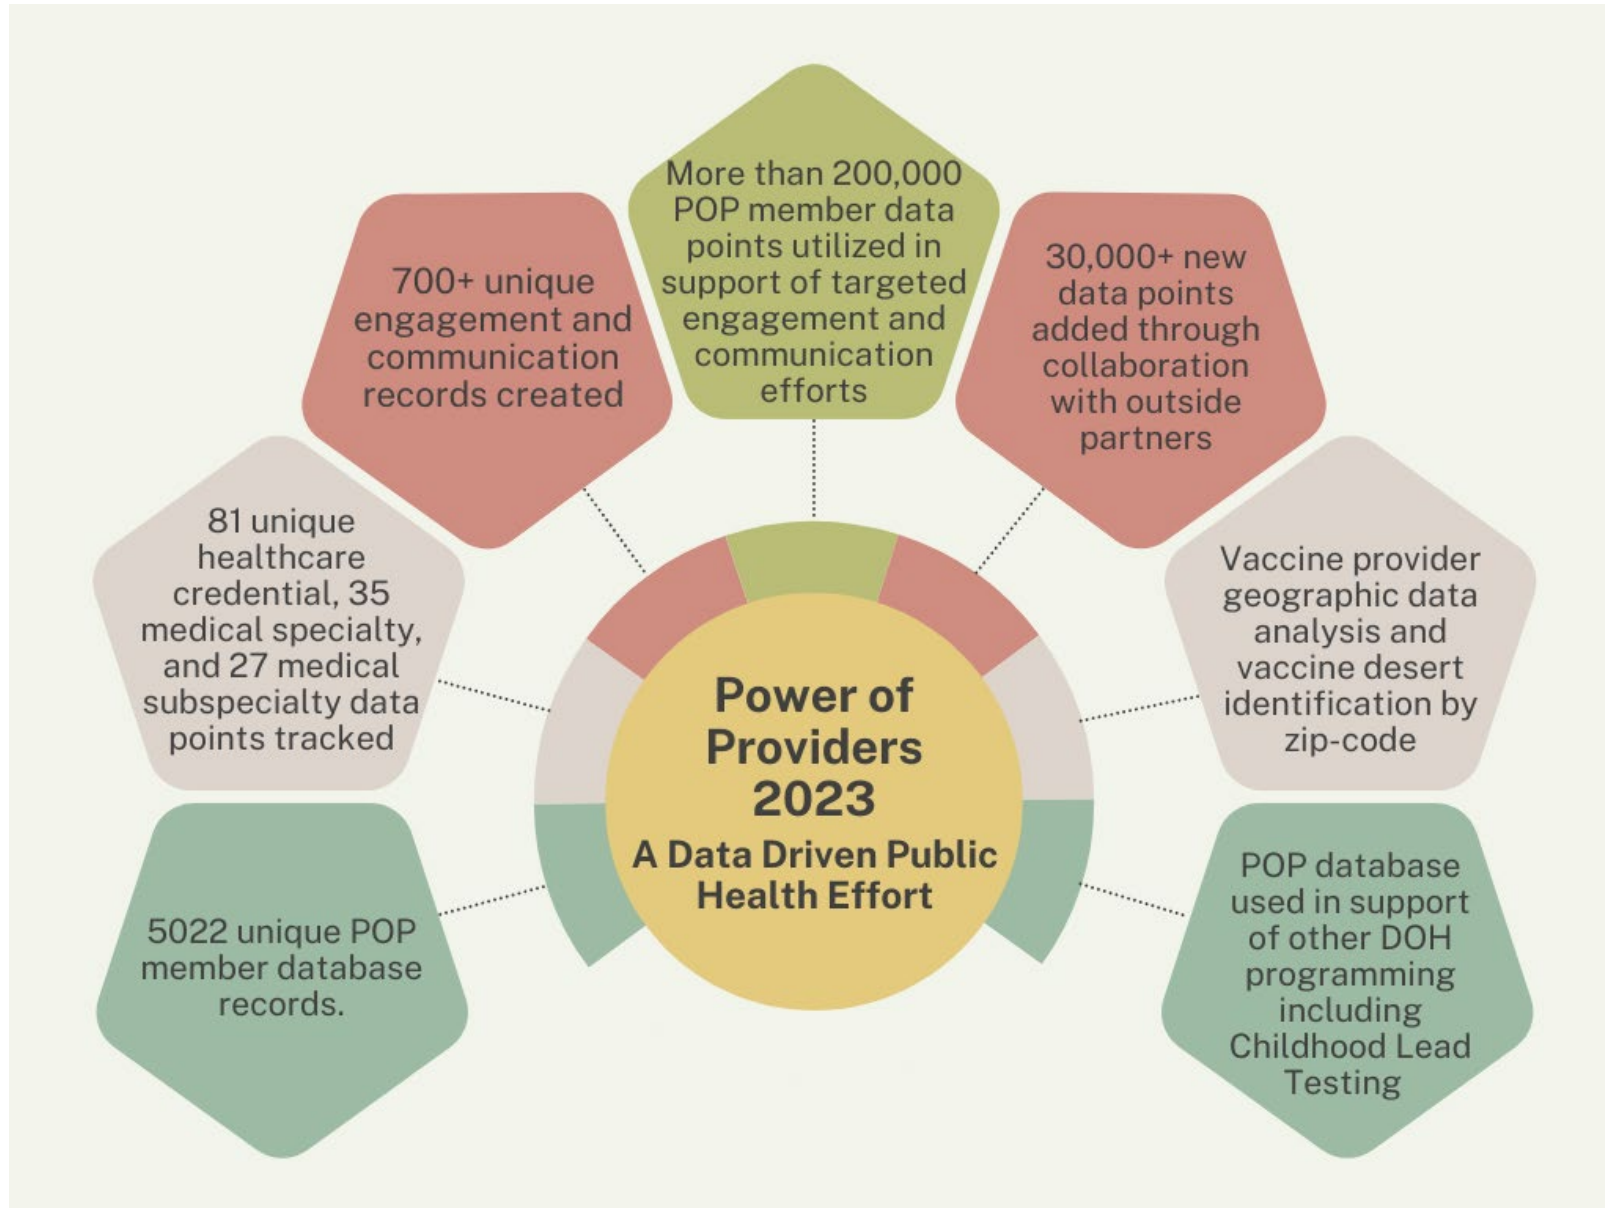 More than 200,000
POP member data
points utilized in
support of targeted
engagement and
communication
efforts
700+ unique
engagement and
communication
records created
30,000+ new
data points
added through
collaboration
with outside
partners
81 unique
healthcare
credential, 35
medical specialty,
and 27 medical
subspecialty data
points tracked
Vaccine provider
geographic data
analysis and
vaccine desert
identification by
zip-code
Power of
Providers
2023
A Data Driven Public
Health Effort
5022 unique POP
member database
records.
POP database
used in support
of other DOH
programming
including
Childhood Lead
Testing